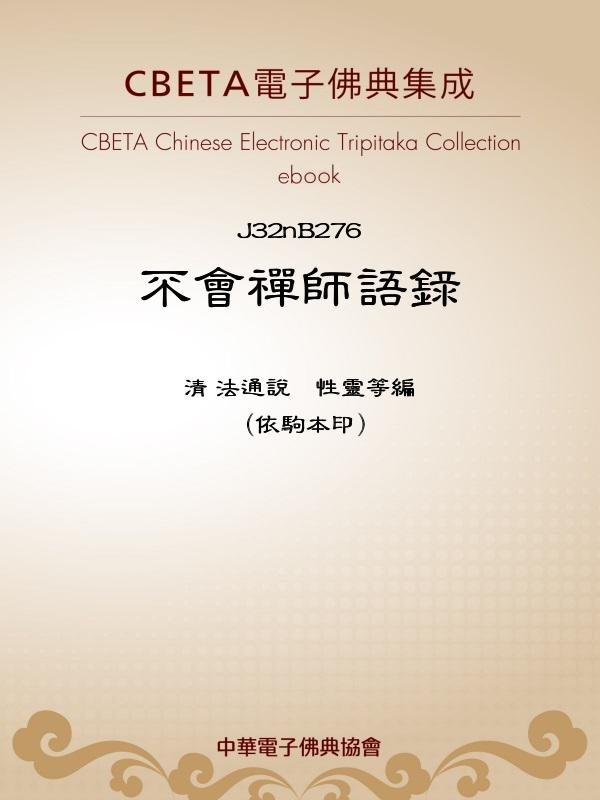 CBETA電子佛典集成
CBETA Chinese Electronic Tripitaka Collection
ebook
J32nB276
不會禪師語錄
清 法通說　性靈等編
(依駒本印)
中華電子佛典協會